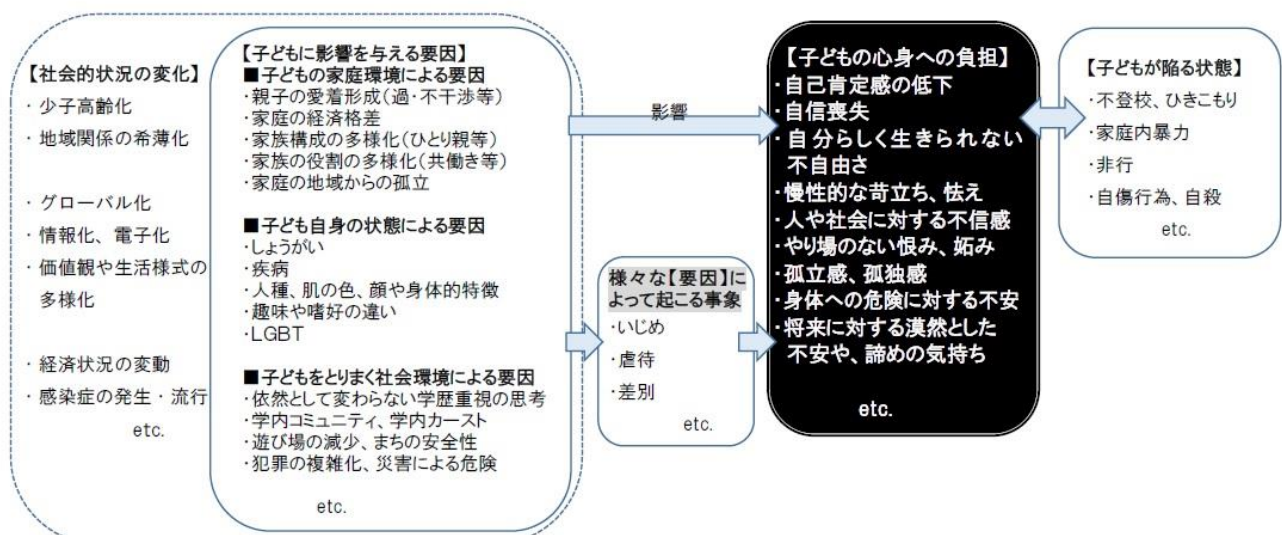 【社会的状況の変化】
・少子高齢化
・地域関係の希薄化
・グローバル化
・情報化、電子化
・価値観や生活様式の
多様化
・経済状況の変動
・感染症の発生・流行
etc.
【子どもに影響を与える要因】
■子どもの家庭環境による要因
・親子の愛着形成(過・不干渉等)
・家庭の経済格差
・家族構成の多様化(ひとり親等)
・家族の役割の多様化(共働き等)
・家庭の地域からの孤立
■子ども自身の状態による要因
・しょうがい
・疾病
・人種、肌の色、顔や身体的特徴
・趣味や嗜好の違い
・LGBT
■子どもをとりまく社会環境による要因
・依然として変わらない学歴重視の思考
・学内コミュニティ、学内カースト
・遊び場の減少、まちの安全性
・犯罪の複雑化、災害による危険
etc.
影響
様々な【要因】に
よって起こる事象
・いじめ
・虐待
・差別
etc.
【子どもの心身への負担】
・自己肯定感の低下
・自信喪失
・自分らしく生きられない
不自由さ
・慢性的な苛立ち、怯え
・人や社会に対する不信感
・やり場のない恨み、妬み
・孤立感、孤独感
・身体への危険に対する不安
・将来に対する漠然とした
不安や、諦めの気持ち
etc.
【子どもが陥る状態】
・不登校、ひきこもり
・家庭内暴力
・非行
・自傷行為、自殺
etc.